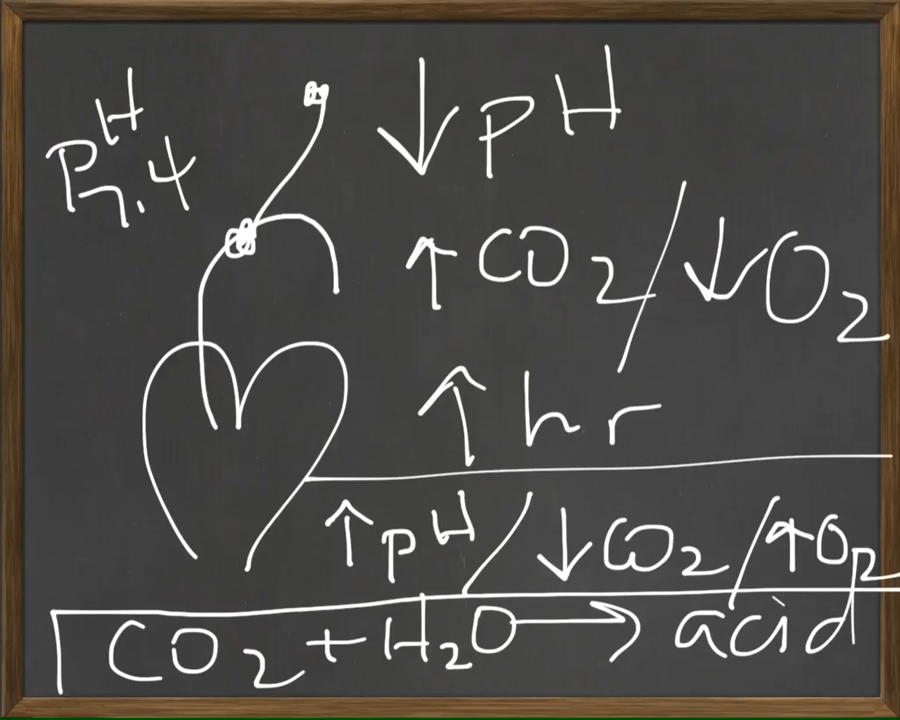 pH
7.4
↓ pH
↑ CO2 / ↓ O2
↑ hr
↑ pH / ↓ CO2 / ↑ O2
CO2 + H2O → acid